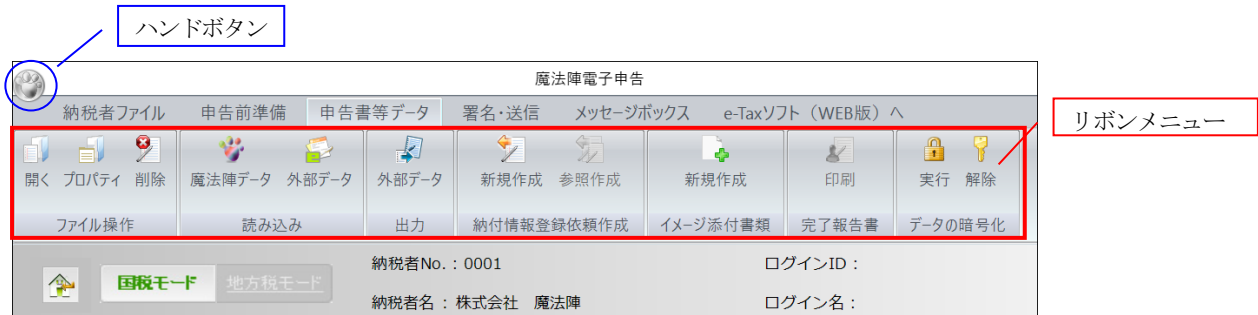 ハンドボタン
魔法陣電子申告
納税者ファイル 申告前準備 申告書等データ 署名・送信 メッセージボックス e-Taxソフト（WEB版）へ
リボンメニュー
開く プロパティ 削除 魔法陣データ 外部データ 外部データ 新規作成 参照作成 新規作成 印刷 実行 解除
ファイル操作 読み込み 出力 納付情報登録依頼作成 イメージ添付書類 完了報告書 データの暗号化
納税者No.：0001 ログインID：
国税モード 地方税モード
納税者名：株式会社 魔法陣 ログイン名：